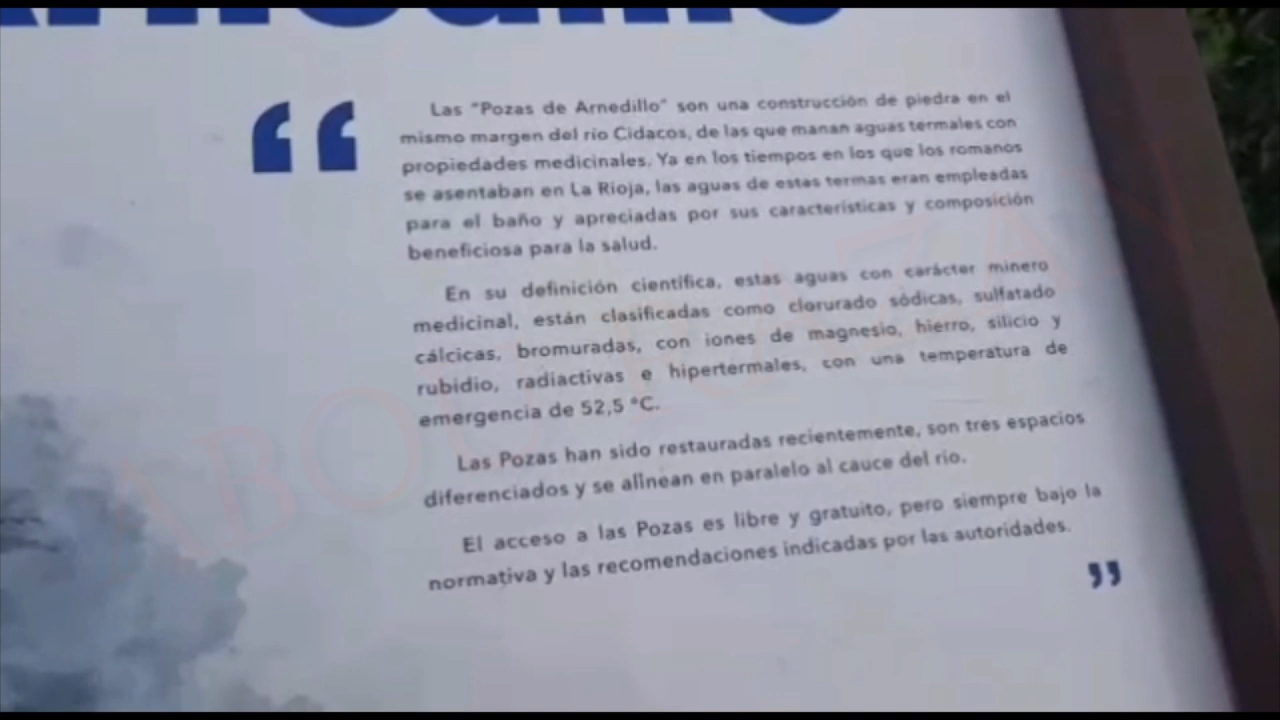 “
Las "Pozas de Arnedillo" son una construcción de piedra en el
mismo margen del río Cidacos, de las que manan aguas termales con
propiedades medicinales. Ya en los tiempos en los que los romanos
se asentaban en La Rioja, las aguas de estas termas eran empleadas
para el baño y apreciadas por sus características y composición
beneficiosa para la salud.
En su definición científica, estas aguas con carácter minero
medicinal, están clasificadas como clorurado sódicas, sulfatado
cálcicas, bromuradas, con iones de magnesio, hierro, silicio y
rubidio, radiactivas e hipertermales, con una temperatura de
emergencia de 52,5 °C.
Las Pozas han sido restauradas recientemente, son tres espacios
diferenciados y se alinean en paralelo al cauce del río.
El acceso a las Pozas es libre y gratuito, pero siempre bajo la
normativa y las recomendaciones indicadas por las autoridades.
”